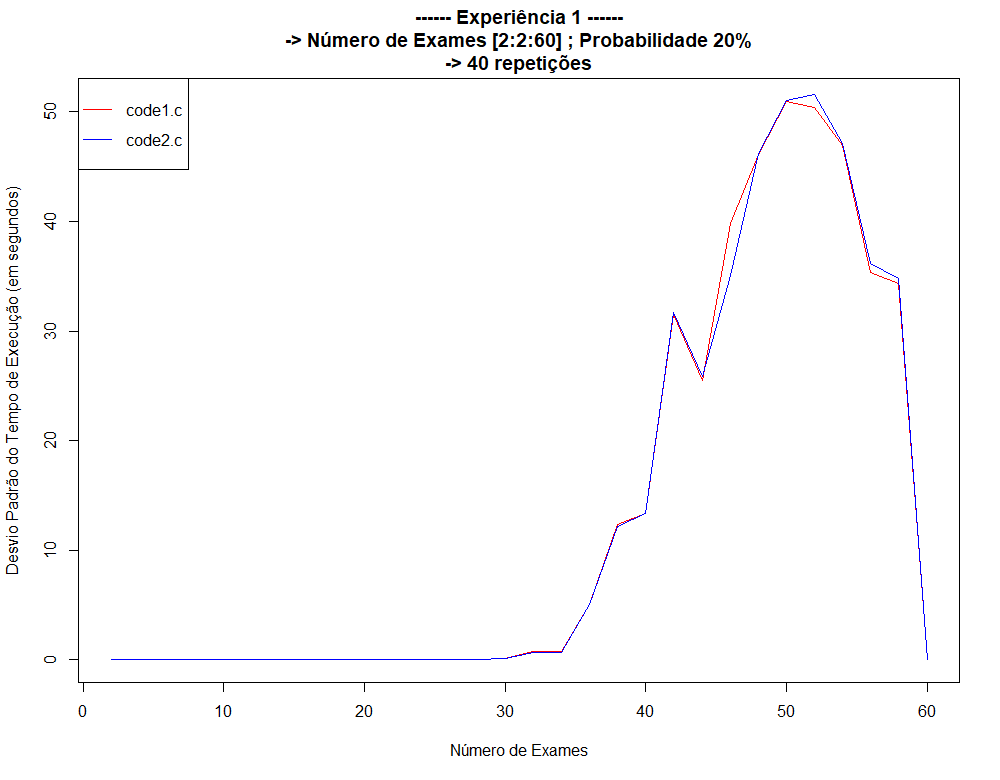 ------ Experiência 1 ------
-> Número de Exames [2:2:60] ; Probabilidade 20%
-> 40 repetições
code1.c
code2.c
Desvio Padrão do Tempo de Execução (em segundos)
50
40
30
20
10
0
0 10 20 30 40 50 60
Número de Exames